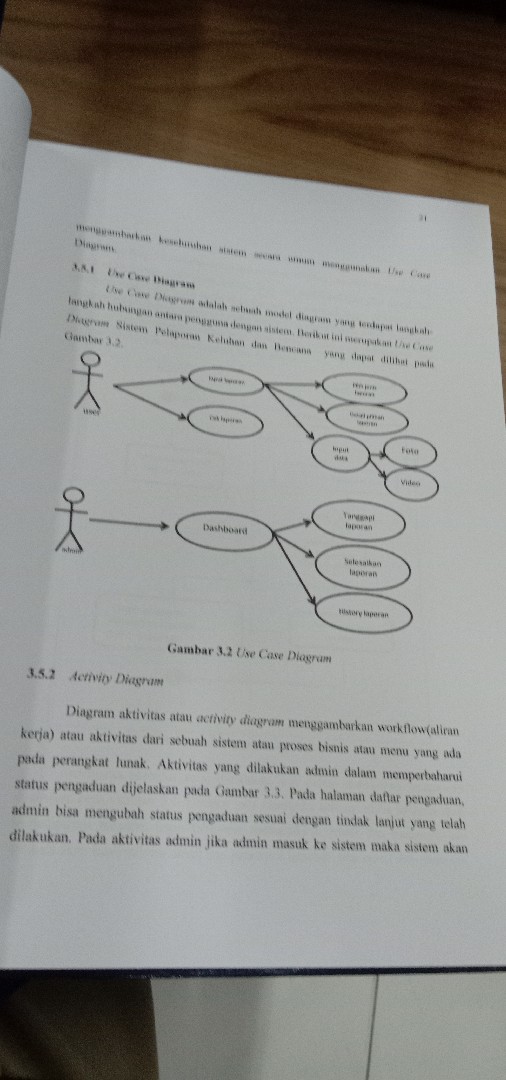 menggambarkan keseluruhan sistem secara umum menggunakan Use Case
Diagram.
3.5.1 Use Case Diagram
Use Case Diagram adalah sebuah model diagram yang terdapat langkah-
langkah hubungan antara pengguna dengan sistem. Berikut ini merupakan Use Case
Diagram Sistem Pelaporan Keluhan dan Bencana yang dapat dilihat pada
Gambar 3.2.
user
Input laporan
Cek laporan
laporan
laporan
Input
data
Foto
Video
admin
Dashboard
Tanggapi
laporan
Selesaikan
laporan
History laporan
Gambar 3.2 Use Case Diagram
3.5.2 Activity Diagram
Diagram aktivitas atau activity diagram menggambarkan workflow(aliran
kerja) atau aktivitas dari sebuah sistem atau proses bisnis atau menu yang ada
pada perangkat lunak. Aktivitas yang dilakukan admin dalam memperbaharui
status pengaduan dijelaskan pada Gambar 3.3. Pada halaman daftar pengaduan,
admin bisa mengubah status pengaduan sesuai dengan tindak lanjut yang telah
dilakukan. Pada aktivitas admin jika admin masuk ke sistem maka sistem akan